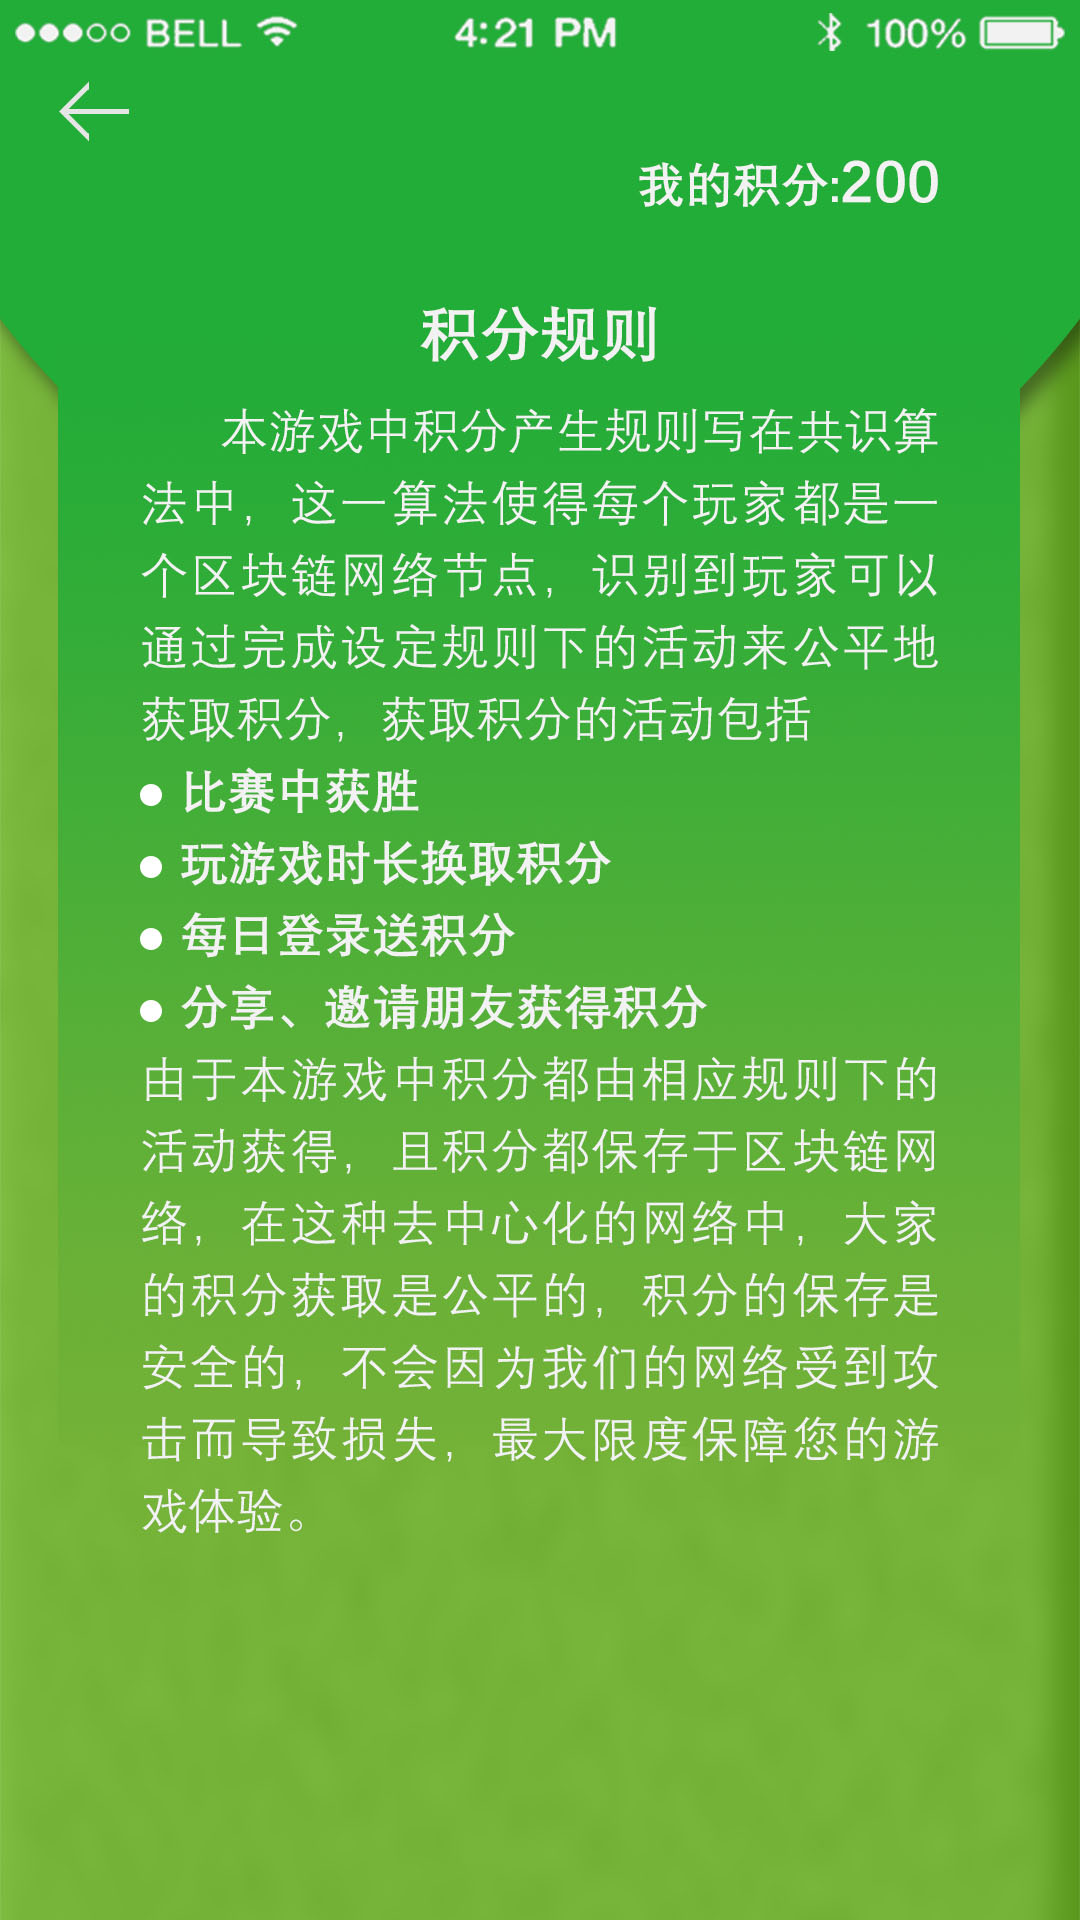 BELL 4:21 PM 100%
我的积分:200
积分规则
本游戏中积分产生规则写在共识算
法中，这一算法使得每个玩家都是一
个区块链网络节点，识别到玩家可以
通过完成设定规则下的活动来公平地
获取积分，获取积分的活动包括
● 比赛中获胜
● 玩游戏时长换取积分
● 每日登录送积分
● 分享、邀请朋友获得积分
由于本游戏中积分都由相应规则下的
活动获得，且积分都保存于区块链网
络，在这种去中心化的网络中，大家
的积分获取是公平的，积分的保存是
安全的，不会因为我们的网络受到攻
击而导致损失，最大限度保障您的游
戏体验。